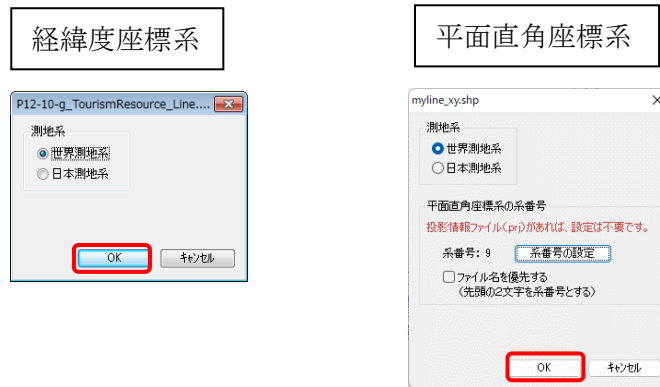 経緯度座標系
P12-10-g_TourismResource_Line....
測地系
世界測地系
日本測地系
OK
キャンセル
平面直角座標系
myline_xy.shp
測地系
世界測地系
日本測地系
平面直角座標系の系番号
投影情報ファイル(.prj)があれば、設定は不要です。
系番号: 9 系番号の設定
ファイル名を優先する
(先頭の2文字を系番号とする)
OK
キャンセル